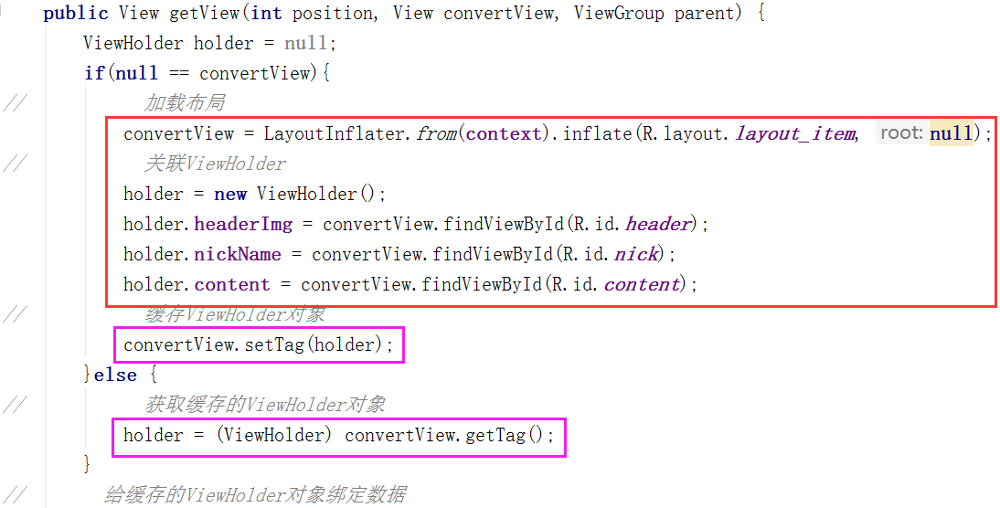 public View getView(int position, View convertView, ViewGroup parent) {
ViewHolder holder = null;
if(null == convertView){
// 加载布局
convertView = LayoutInflater.from(context).inflate(R.layout.layout_item, root: null);
// 关联ViewHolder
holder = new ViewHolder();
holder.headerImg = convertView.findViewById(R.id.header);
holder.nickName = convertView.findViewById(R.id.nick);
holder.content = convertView.findViewById(R.id.content);
// 缓存ViewHolder对象
convertView.setTag(holder);
}else {
// 获取缓存的ViewHolder对象
holder = (ViewHolder) convertView.getTag();
}
// 给缓存的ViewHolder对象绑定数据